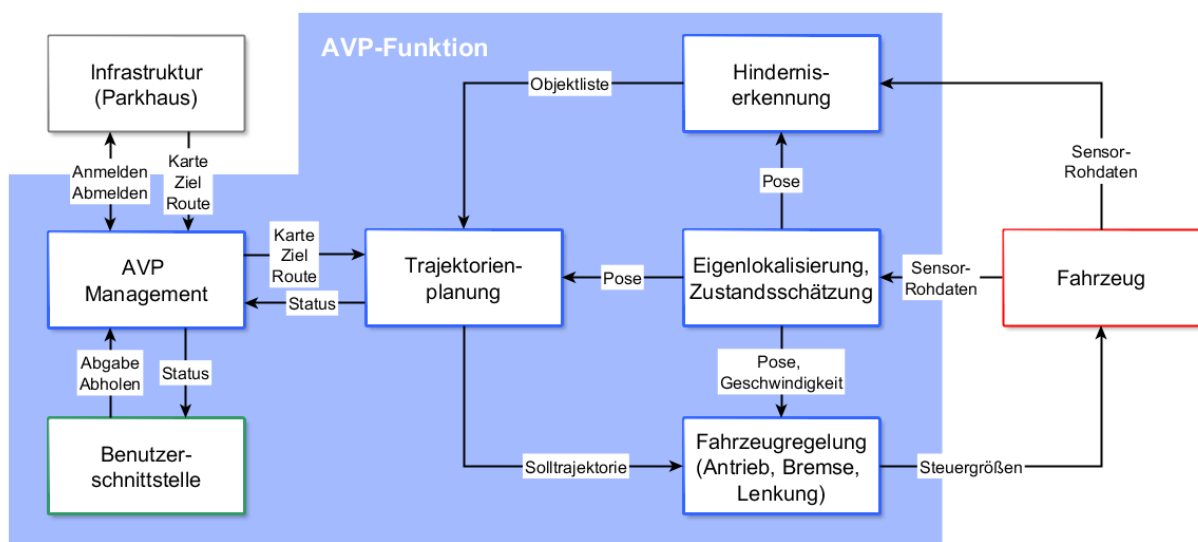 AVP-Funktion
Infrastruktur
(Parkhaus)
Hindernis-
erkennung
Objektliste
Anmelden
Abmelden
Karte
Ziel
Route
Pose
Sensor-
Rohdaten
AVP
Management
Karte
Ziel
Route
Status
Trajektorien-
planung
Pose
Eigenlokalisierung,
Zustandsschätzung
Sensor-
Rohdaten
Fahrzeug
Abgabe
Abholen
Status
Pose,
Geschwindigkeit
Benutzer-
schnittstelle
Solltrajektorie
Fahrzeugregelung
(Antrieb, Bremse,
Lenkung)
Steuergrößen